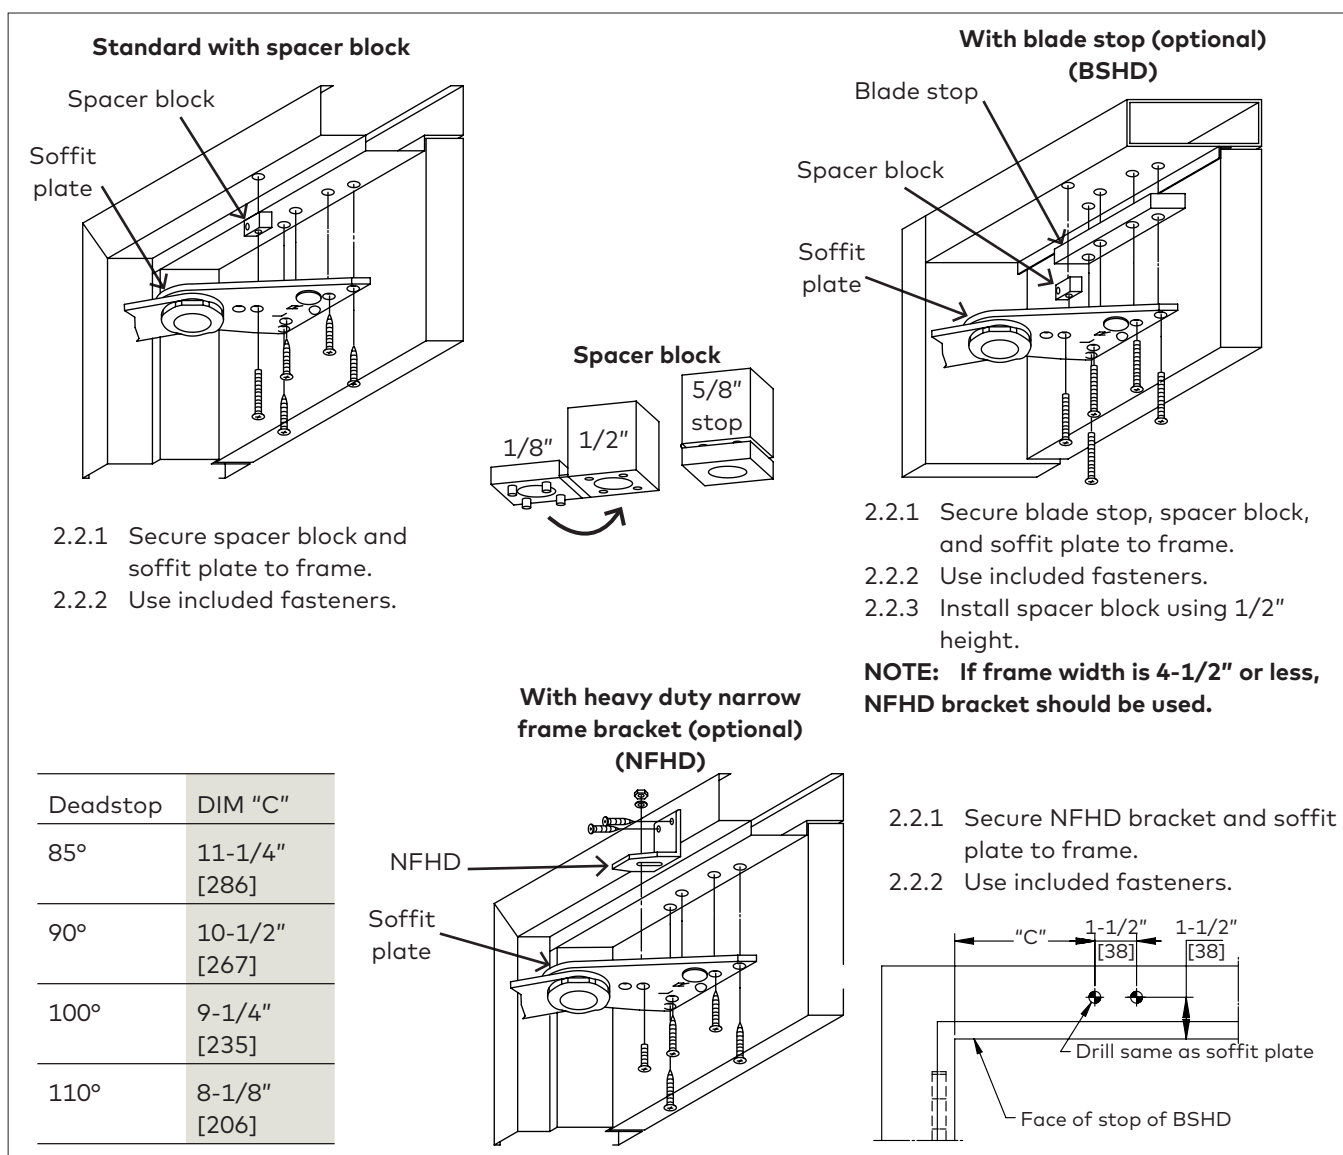 Standard with spacer block
Spacer block
Soffit
plate
2.2.1 Secure spacer block and
soffit plate to frame.
2.2.2 Use included fasteners.
Spacer block
1/8"
1/2"
5/8"
stop
With blade stop (optional)
(BSHD)
Blade stop
Spacer block
Soffit
plate
2.2.1 Secure blade stop, spacer block,
and soffit plate to frame.
2.2.2 Use included fasteners.
2.2.3 Install spacer block using 1/2"
height.
NOTE: If frame width is 4-1/2" or less,
NFHD bracket should be used.
Deadstop DIM "C"
85° 11-1/4"
[286]
90° 10-1/2"
[267]
100° 9-1/4"
[235]
110° 8-1/8"
[206]
With heavy duty narrow
frame bracket (optional)
(NFHD)
NFHD
Soffit
plate
2.2.1 Secure NFHD bracket and soffit
plate to frame.
2.2.2 Use included fasteners.
"C" 1-1/2" 1-1/2"
[38] [38]
Drill same as soffit plate
Face of stop of BSHD